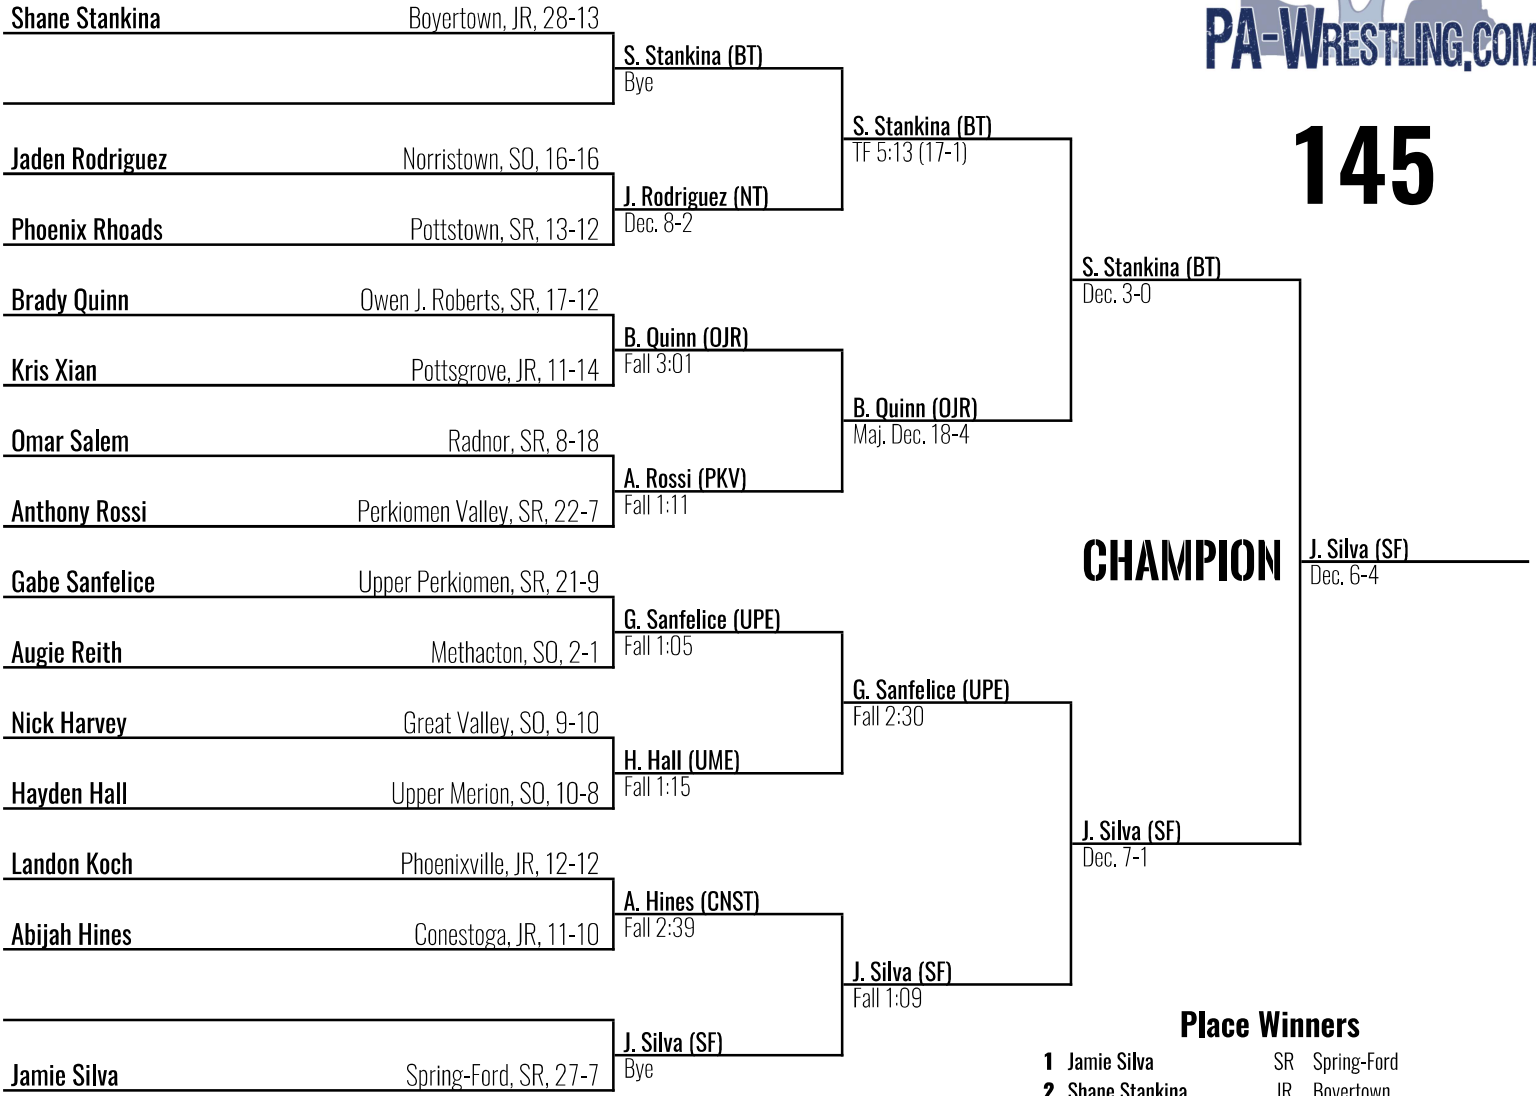 Shane Stankina Boyertown, JR, 28-13
PA-WRESTLING.COM
S. Stankina (BT)
Bye
145
S. Stankina (BT)
TF 5:13 (17-1)
Jaden Rodriguez Norristown, SO, 16-16
J. Rodriguez (NT)
Dec. 8-2
Phoenix Rhoads Pottstown, SR, 13-12
S. Stankina (BT)
Dec. 3-0
Brady Quinn Owen J. Roberts, SR, 17-12
B. Quinn (OJR)
Fall 3:01
Kris Xian Pottsgrove, JR, 11-14
B. Quinn (OJR)
Maj. Dec. 18-4
Omar Salem Radnor, SR, 8-18
A. Rossi (PKV)
Fall 1:11
Anthony Rossi Perkiomen Valley, SR, 22-7
CHAMPION
J. Silva (SF)
Dec. 6-4
Gabe Sanfelice Upper Perkiomen, SR, 21-9
G. Sanfelice (UPE)
Fall 1:05
Augie Reith Methacton, SO, 2-1
G. Sanfelice (UPE)
Fall 2:30
Nick Harvey Great Valley, SO, 9-10
H. Hall (UME)
Fall 1:15
Hayden Hall Upper Merion, SO, 10-8
J. Silva (SF)
Dec. 7-1
Landon Koch Phoenixville, JR, 12-12
A. Hines (CNST)
Fall 2:39
Abijah Hines Conestoga, JR, 11-10
J. Silva (SF)
Fall 1:09
J. Silva (SF)
Bye
Jamie Silva Spring-Ford, SR, 27-7
Place Winners
1 Jamie Silva SR Spring-Ford
2 Shane Stankina JR Boyertown